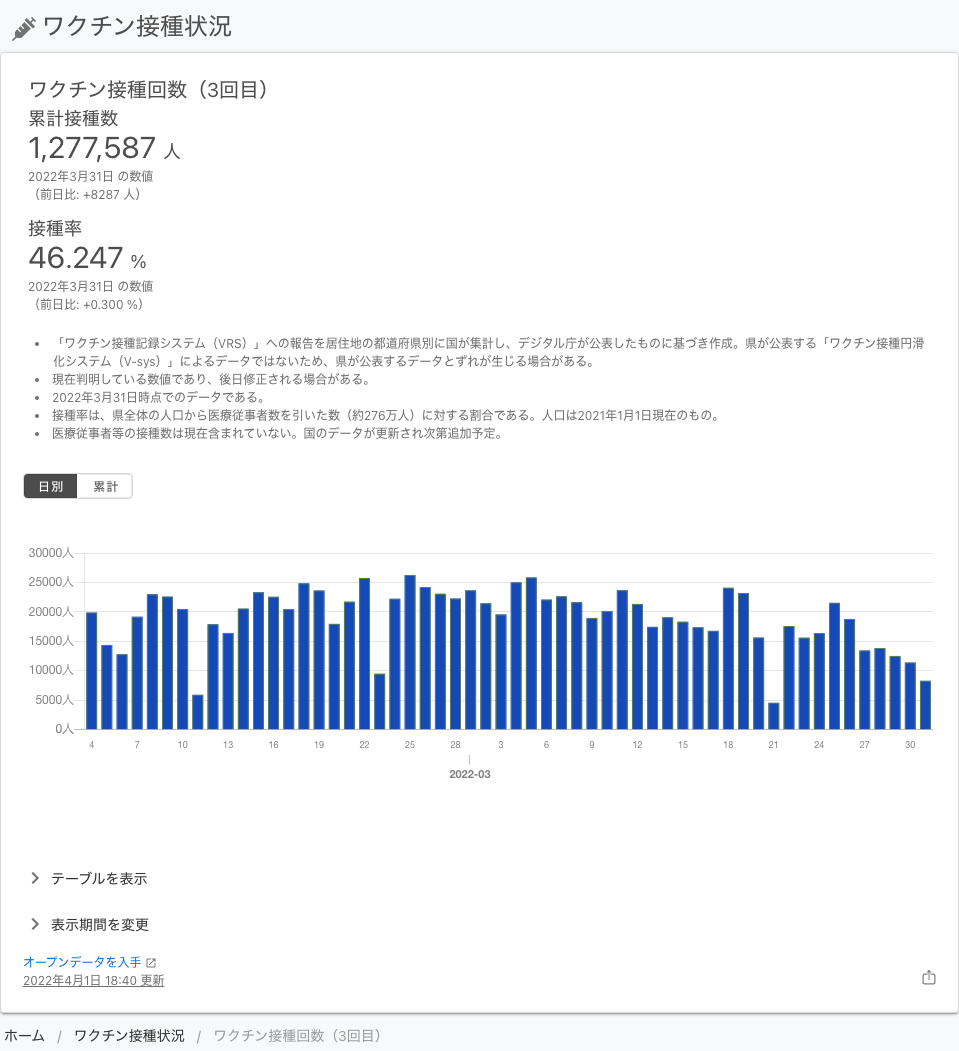 ワクチン接種状況
ワクチン接種回数（3回目）
累計接種数
1,277,587 人
2022年3月31日 の数値
（前日比: +8287 人）
接種率
46.247 %
2022年3月31日 の数値
（前日比: +0.300 %）
• 「ワクチン接種記録システム（VRS）」への報告を居住地の都道府県別に国が集計し、デジタル庁が公表したものに基づき作成。県が公表する「ワクチン接種円滑
化システム（V-sys）」によるデータではないため、県が公表するデータとずれが生じる場合がある。
• 現在判明している数値であり、後日修正される場合がある。
• 2022年3月31日時点でのデータである。
• 接種率は、県全体の人口から医療従事者数を引いた数（約276万人）に対する割合である。人口は2021年1月1日現在のもの。
• 医療従事者等の接種数は現在含まれていない。国のデータが更新され次第追加予定。
日別 累計
30000人
25000人
20000人
15000人
10000人
5000人
0人
4 7 10 13 16 19 22 25 28 3 6 9 12 15 18 21 24 27 30
2022-03
テーブルを表示
表示期間を変更
オープンデータを入手
2022年4月1日 18:40 更新
ホーム / ワクチン接種状況 / ワクチン接種回数（3回目）